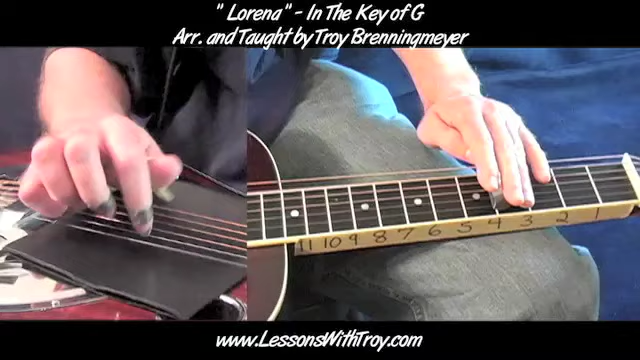 " Lorena" - In The Key of G
Arr. and Taught by Troy Brenningmeyer
11 10 9 8 7 6 5 4 3 2 1
www.LessonsWithTroy.com